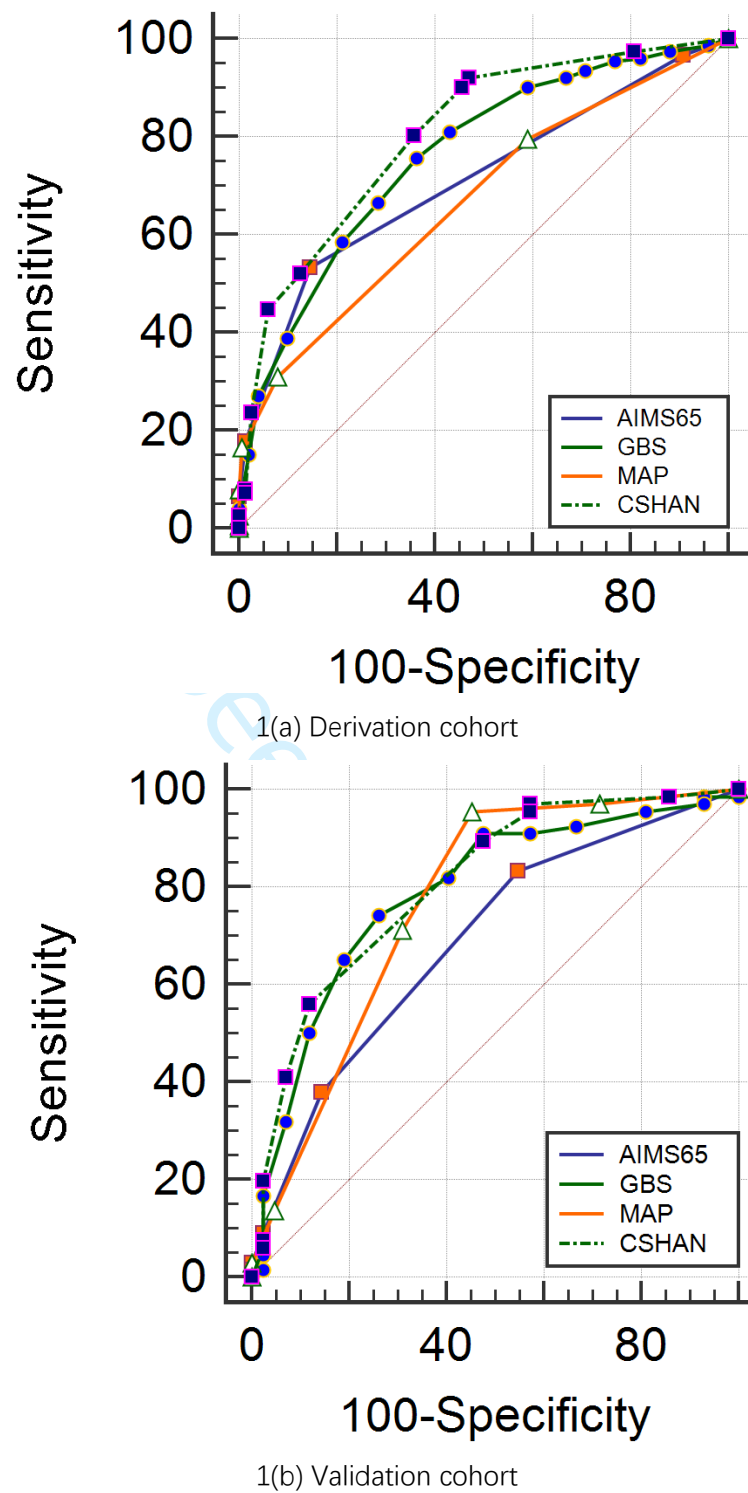 100
80
60
40
20
0
Sensitivity
AIMS65
GBS
MAP
CSHAN
0 40 80
100-Specificity
1(a) Derivation cohort
100
80
60
40
20
0
Sensitivity
AIMS65
GBS
MAP
CSHAN
0 40 80
100-Specificity
1(b) Validation cohort